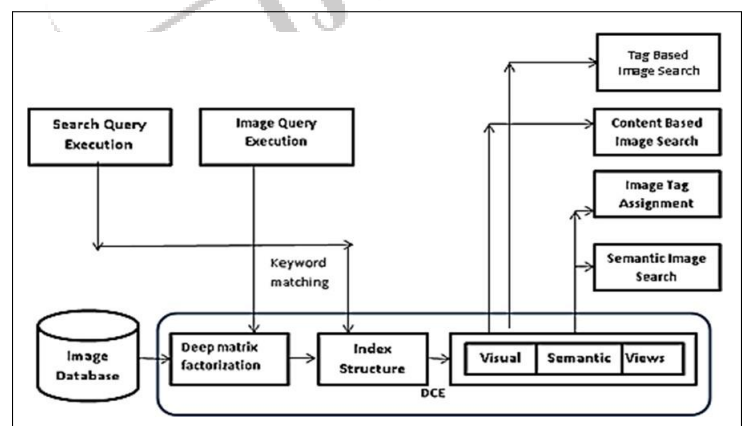 Tag Based
Image Search
Search Query
Execution
Image Query
Execution
Content Based
Image Search
Image Tag
Assignment
Keyword
matching
Semantic Image
Search
Image
Database
Deep matrix
factorization
Index
Structure
Visual
Semantic
Views
DCE